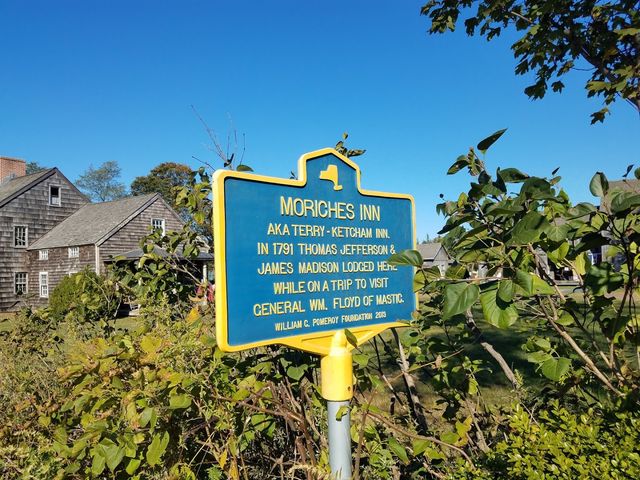 MORICHES INN
AKA TERRY - KETCHAM INN.
IN 1791 THOMAS JEFFERSON &
JAMES MADISON LODGED HERE
WHILE ON A TRIP TO VISIT
GENERAL WM. FLOYD OF MASTIC.
WILLIAM G. POMEROY FOUNDATION 2015